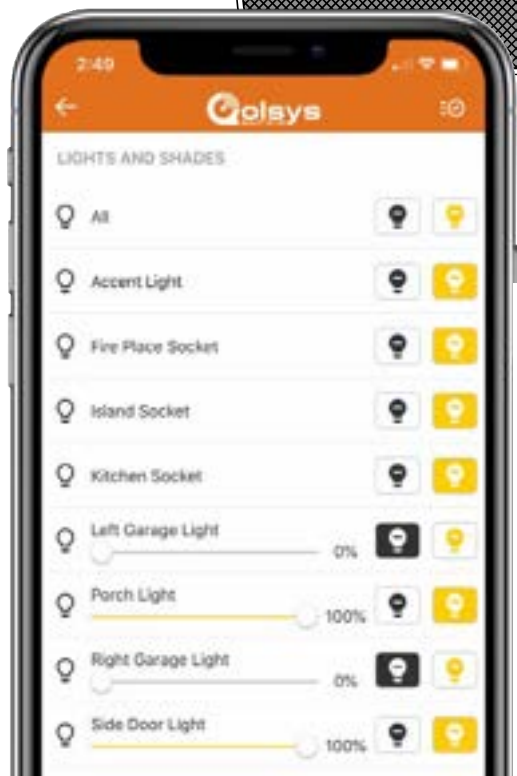 2:49
Qolsys
LIGHTS AND SHADES
All
Accent Light
Fire Place Socket
Island Socket
Kitchen Socket
Left Garage Light
0%
Porch Light
100%
Right Garage Light
0%
Side Door Light
100%